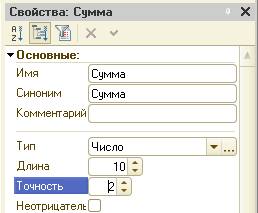 Свойства: Сумма
Основные:
Имя Сумма
Синоним Сумма
Комментарий
Тип Число ...
Длина 10
Точность 2
Неотрицатель